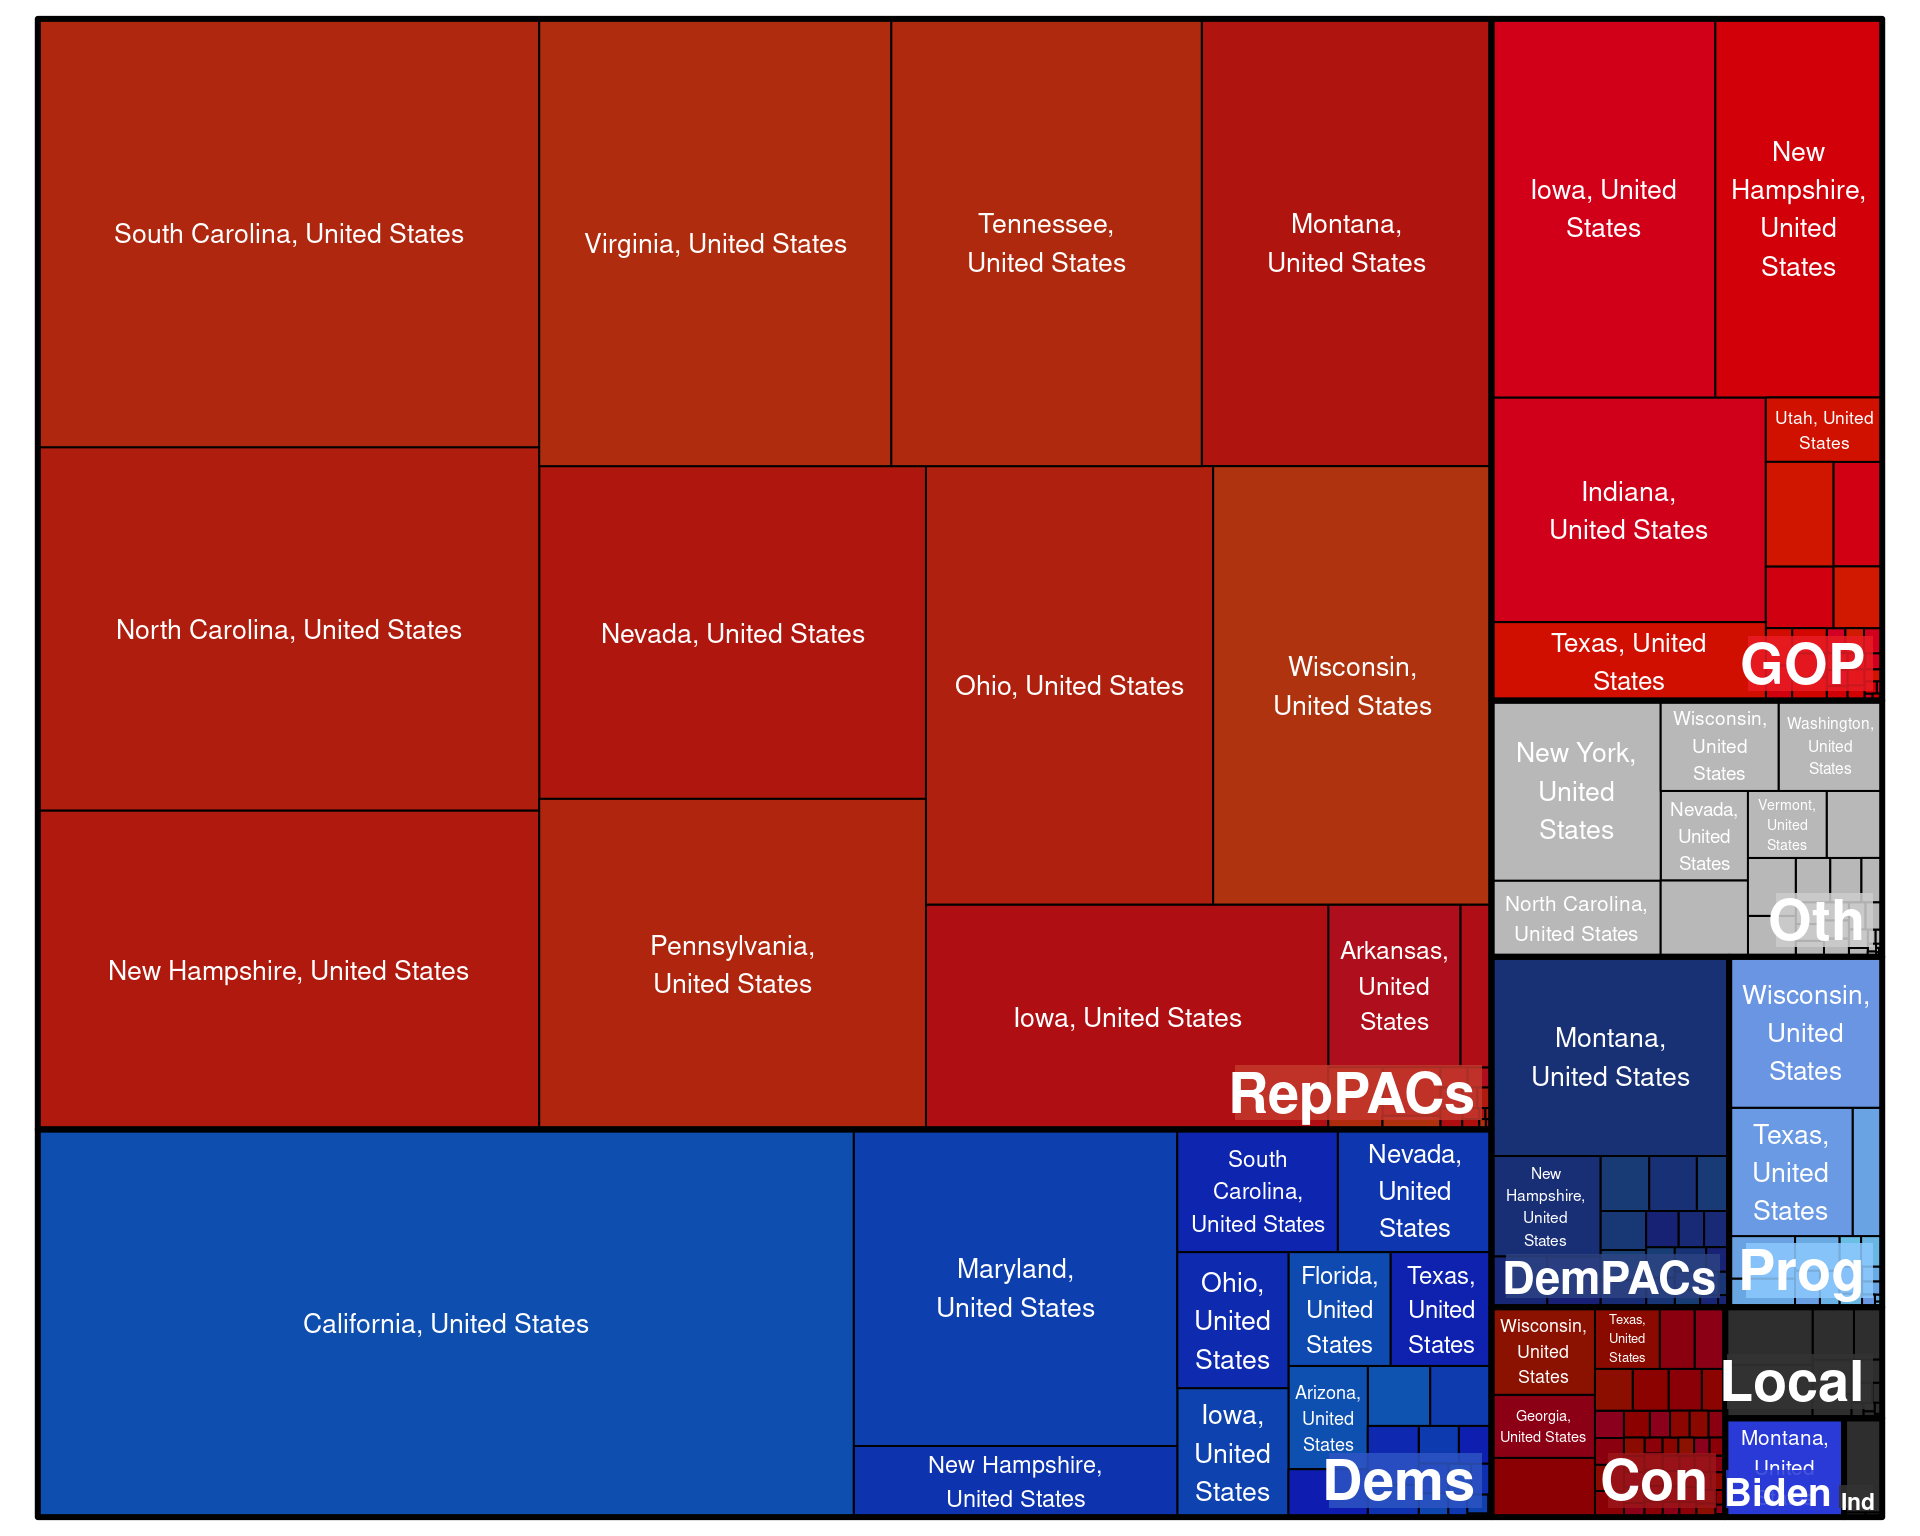 South Carolina, United States
Virginia, United States
Tennessee,
United States
Montana,
United States
North Carolina, United States
Nevada, United States
Ohio, United States
Wisconsin,
United States
New Hampshire, United States
Pennsylvania,
United States
Iowa, United States
Arkansas,
United
States
RepPACs
California, United States
Maryland,
United States
New Hampshire,
United States
South
Carolina,
United States
Nevada,
United
States
Ohio,
United
States
Florida,
United
States
Texas,
United
States
Iowa,
United
States
Arizona,
United
States
Dems
Iowa, United
States
New
Hampshire,
United
States
Indiana,
United States
Utah, United
States
Texas, United
States
GOP
New York,
United
States
Wisconsin,
United
States
Washington,
United
States
Nevada,
United
States
Vermont,
United
States
North Carolina,
United States
Oth
Montana,
United States
New
Hampshire,
United
States
DemPACs
Wisconsin,
United
States
Texas,
United
States
Prog
Wisconsin,
United
States
Texas,
United
States
Georgia,
United States
Con
Local
Montana,
United
Biden
Ind